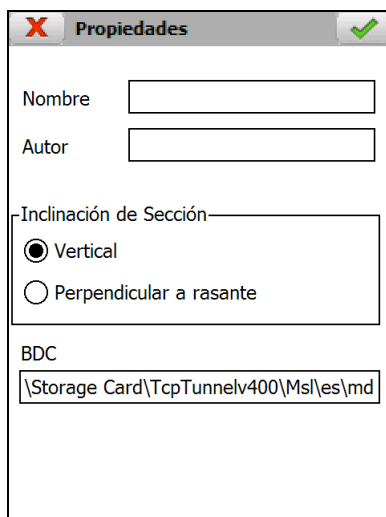 Propiedades
Nombre
Autor
Inclinación de Sección
Vertical
Perpendicular a rasante
BDC
\Storage Card\TcpTunnelv400\Msl\es\md